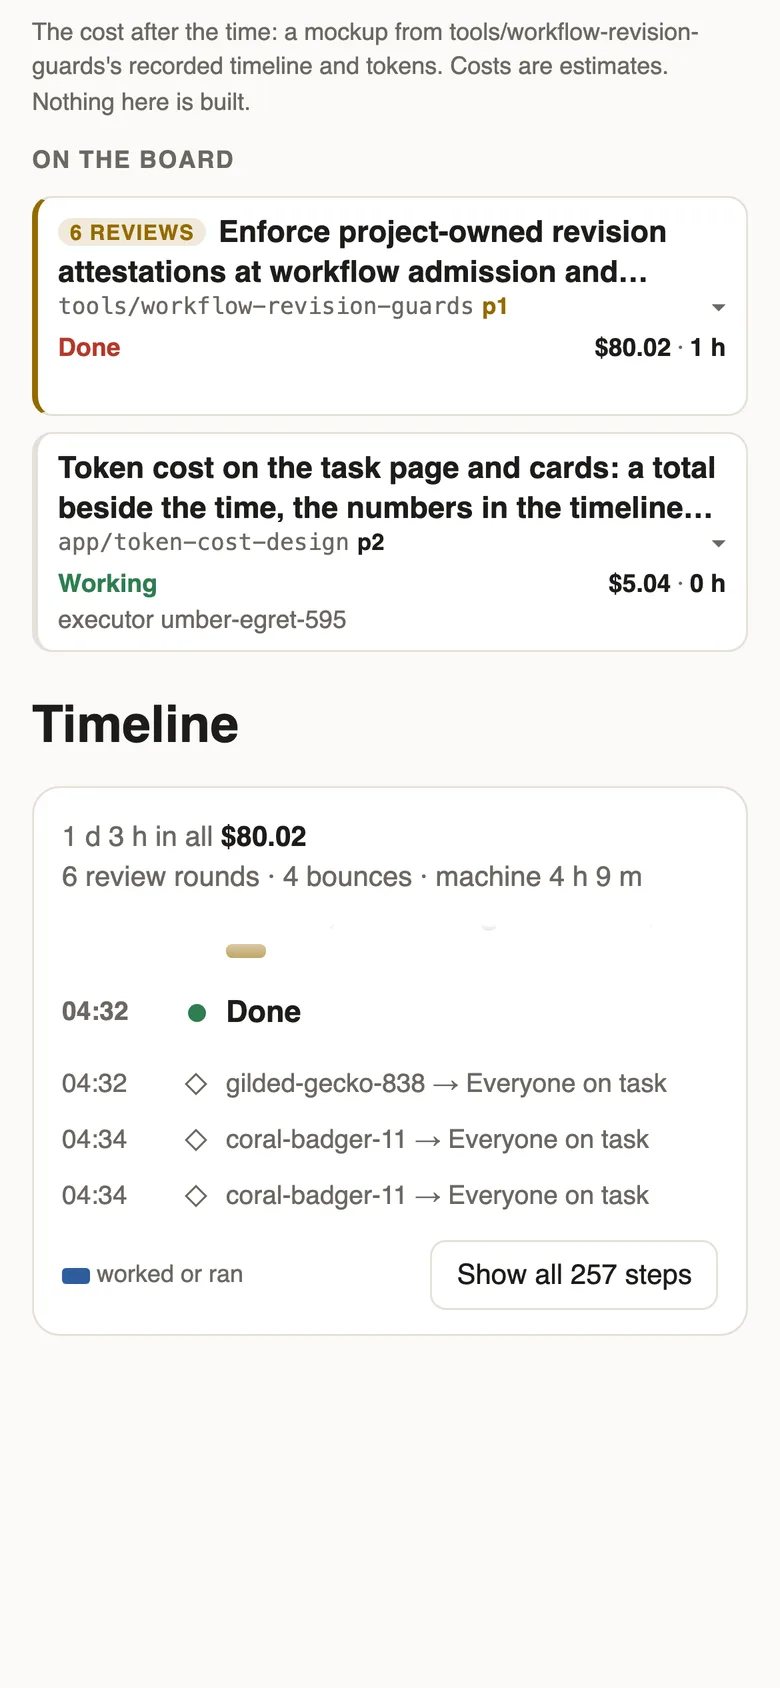 The cost after the time: a mockup from tools/workflow-revision-
guards's recorded timeline and tokens. Costs are estimates.
Nothing here is built.
ON THE BOARD
6 REVIEWS Enforce project-owned revision
attestations at workflow admission and...
tools/workflow-revision-guards p1
Done $80.02 · 1 h
Token cost on the task page and cards: a total
beside the time, the numbers in the timeline...
app/token-cost-design p2
Working $5.04 · 0 h
executor umber-egret-595
Timeline
1 d 3 h in all $80.02
6 review rounds · 4 bounces · machine 4 h 9 m
04:32 Done
04:32 gilded-gecko-838 → Everyone on task
04:34 coral-badger-11 → Everyone on task
04:34 coral-badger-11 → Everyone on task
worked or ran Show all 257 steps